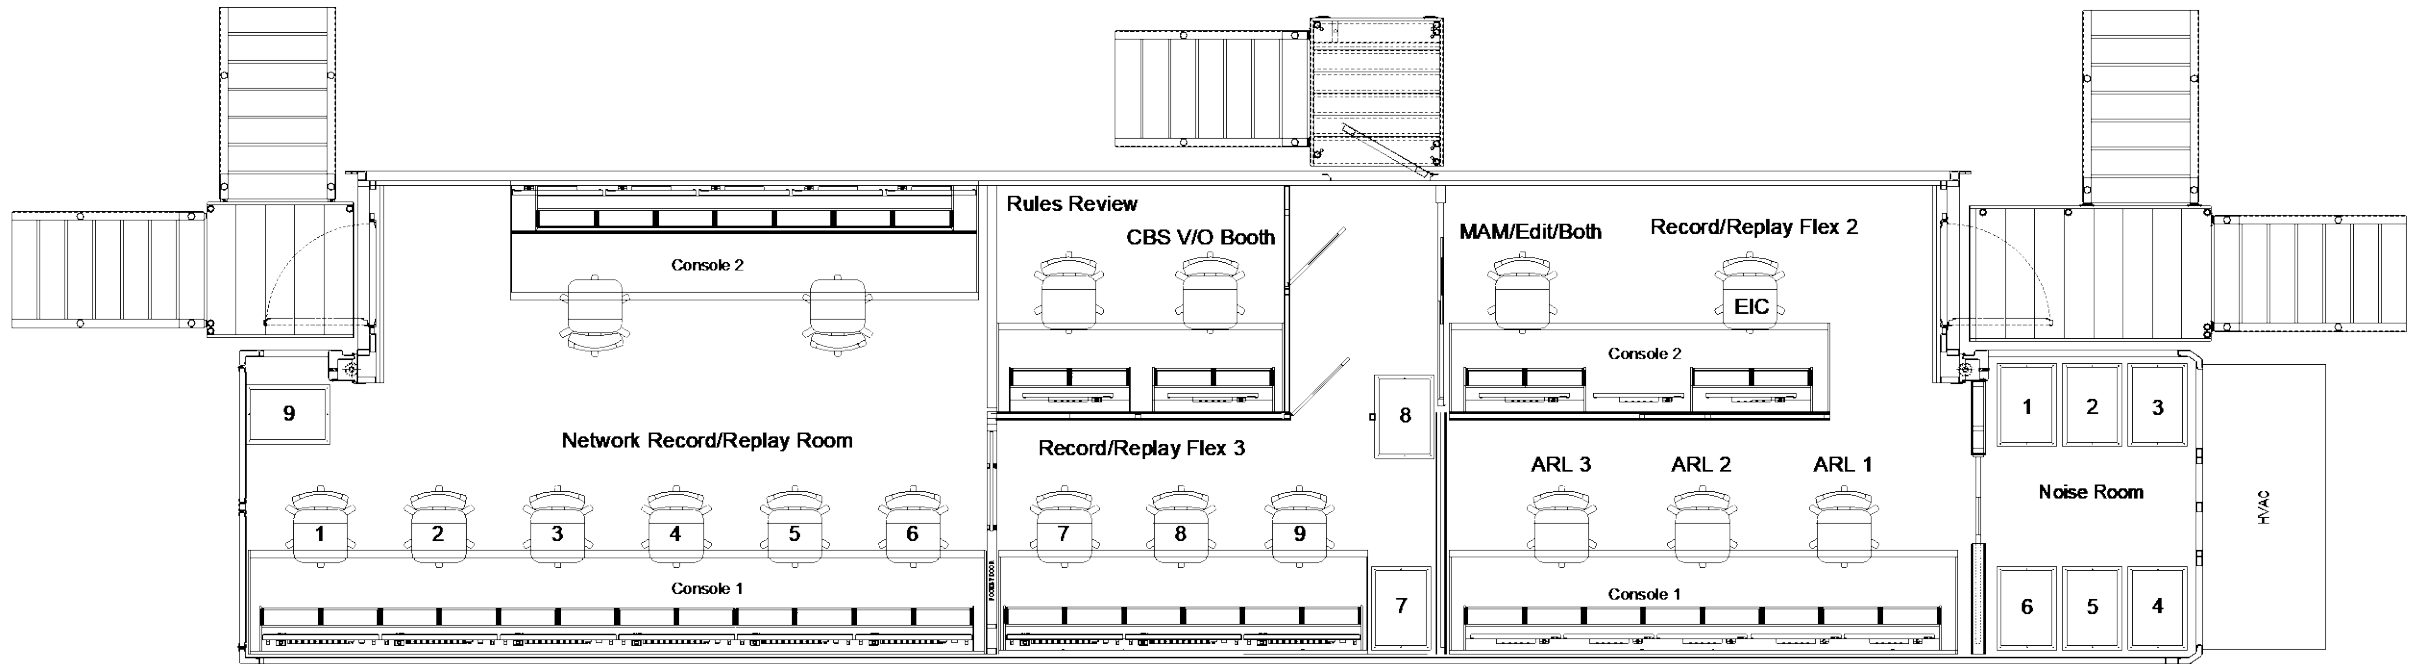 Rules Review
CBS V/O Booth
MAM/Edit/Both
Record/Replay Flex 2
Console 2
EIC
Console 2
9
8
1
2
3
Network Record/Replay Room
Record/Replay Flex 3
ARL 3
ARL 2
ARL 1
Noise Room
HVAC
1
2
3
4
5
6
7
8
9
POCKET DOOR
Console 1
Console 1
7
6
5
4